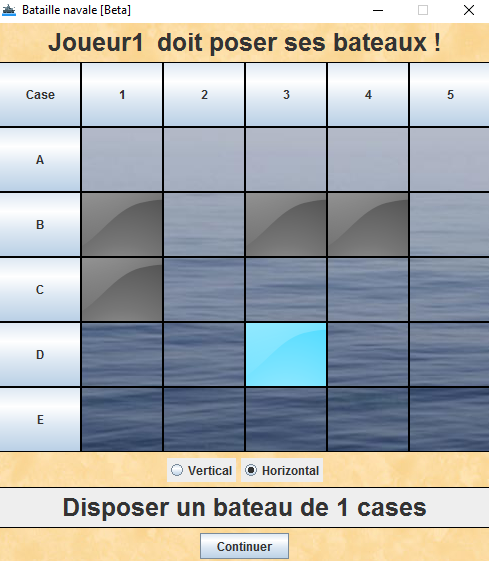 Bataille navale [Beta]
Joueur1 doit poser ses bateaux !
Case 1 2 3 4 5
A
B
C
D
E
Vertical Horizontal
Disposer un bateau de 1 cases
Continuer